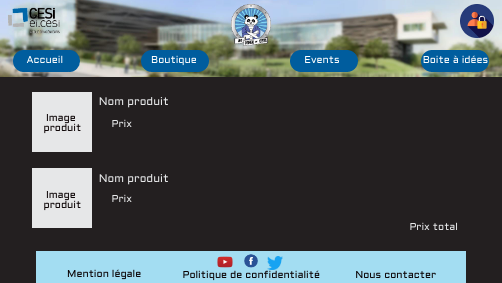 CESi
ei.cesi
Accueil
Boutique
Events
Boite à idées
Image
produit
Nom produit
Prix
Image
produit
Nom produit
Prix
Prix total
Mention légale
Politique de confidentialité
Nous contacter